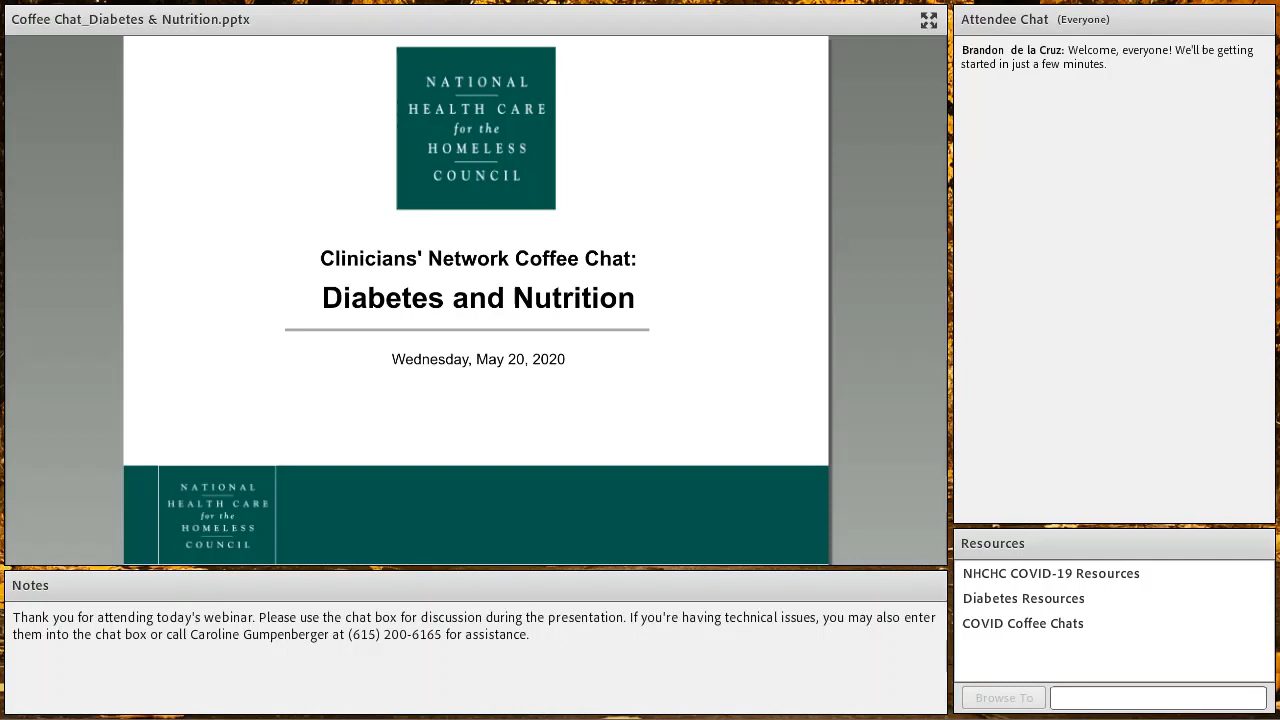 Coffee Chat_Diabetes & Nutrition.pptx
NATIONAL
HEALTH CARE
for the
HOMELESS
COUNCIL
Clinicians' Network Coffee Chat:
Diabetes and Nutrition
Wednesday, May 20, 2020
NATIONAL
HEALTH CARE
for the
HOMELESS
COUNCIL
Notes
Thank you for attending today's webinar. Please use the chat box for discussion during the presentation. If you're having technical issues, you may also enter
them into the chat box or call Caroline Gumpenberger at (615) 200-6165 for assistance.
Attendee Chat (Everyone)
Brandon de la Cruz: Welcome, everyone! We'll be getting
started in just a few minutes.
Resources
NHCHC COVID-19 Resources
Diabetes Resources
COVID Coffee Chats
Browse To